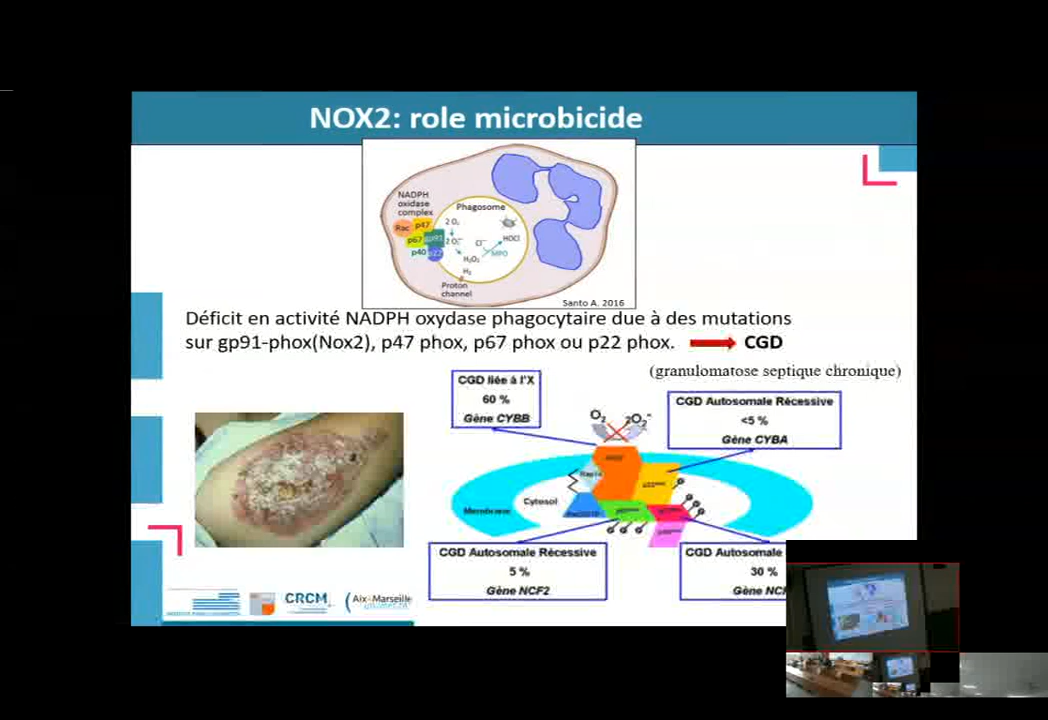 NOX2: role microbicide
NADPH
oxidase
complex
Phagosome
Rac
p47
2 O₂
p67
gp91
2 O₂⁻
Cl⁻
HOCl
p40
p22
H₂O₂
MPO
Proton
channel
Santo A. 2016
Déficit en activité NADPH oxydase phagocytaire due à des mutations
sur gp91-phox(Nox2), p47 phox, p67 phox ou p22 phox.
CGD
(granulomatose septique chronique)
CGD liée à l'X
60 %
Gène CYBB
CGD Autosomale Récessive
<5 %
Gène CYBA
O₂
2O₂⁻
Cytosol
Membrane
CGD Autosomale Récessive
5 %
Gène NCF2
CGD Autosomale
30 %
Gène
CRCM
Aix-Marseille